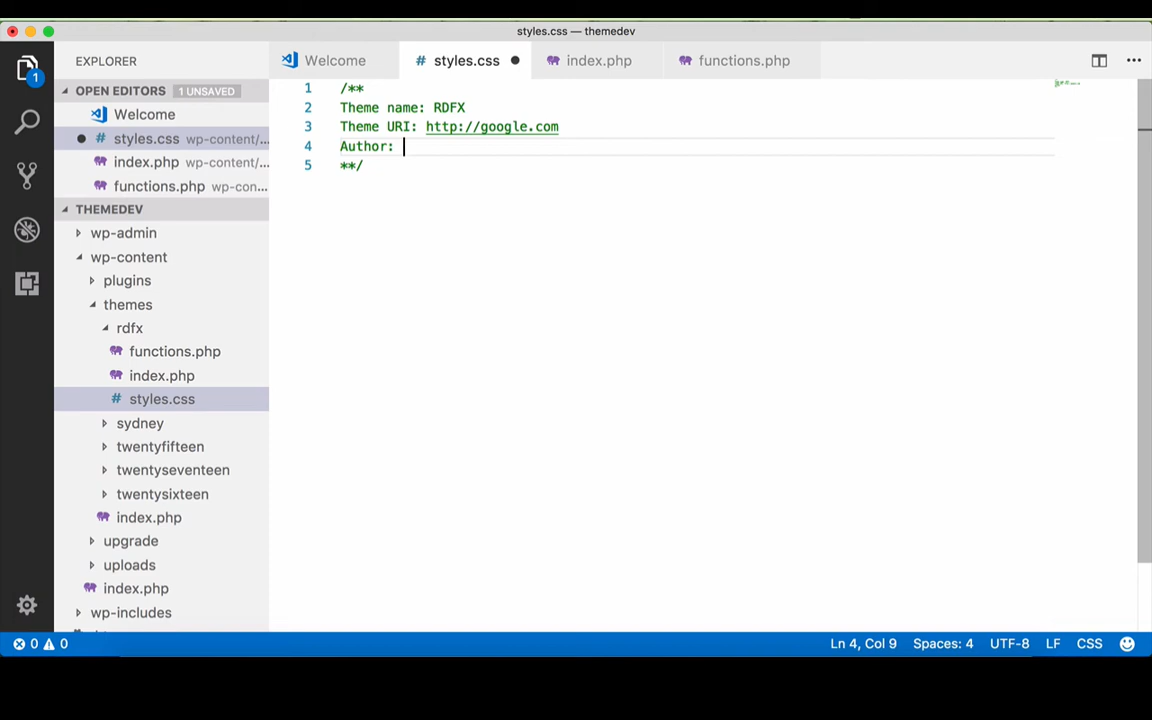 styles.css — themedev
EXPLORER
Welcome
styles.css
index.php
functions.php
1
OPEN EDITORS 1 UNSAVED
Welcome
styles.css wp-content/...
index.php wp-content/...
functions.php wp-con...
THEMEDEV
wp-admin
wp-content
plugins
themes
rdfx
functions.php
index.php
styles.css
sydney
twentyfifteen
twentyseventeen
twentysixteen
index.php
upgrade
uploads
index.php
wp-includes
1 /**
2 Theme name: RDFX
3 Theme URI: http://google.com
4 Author:
5 **/
0 0 Ln 4, Col 9 Spaces: 4 UTF-8 LF CSS